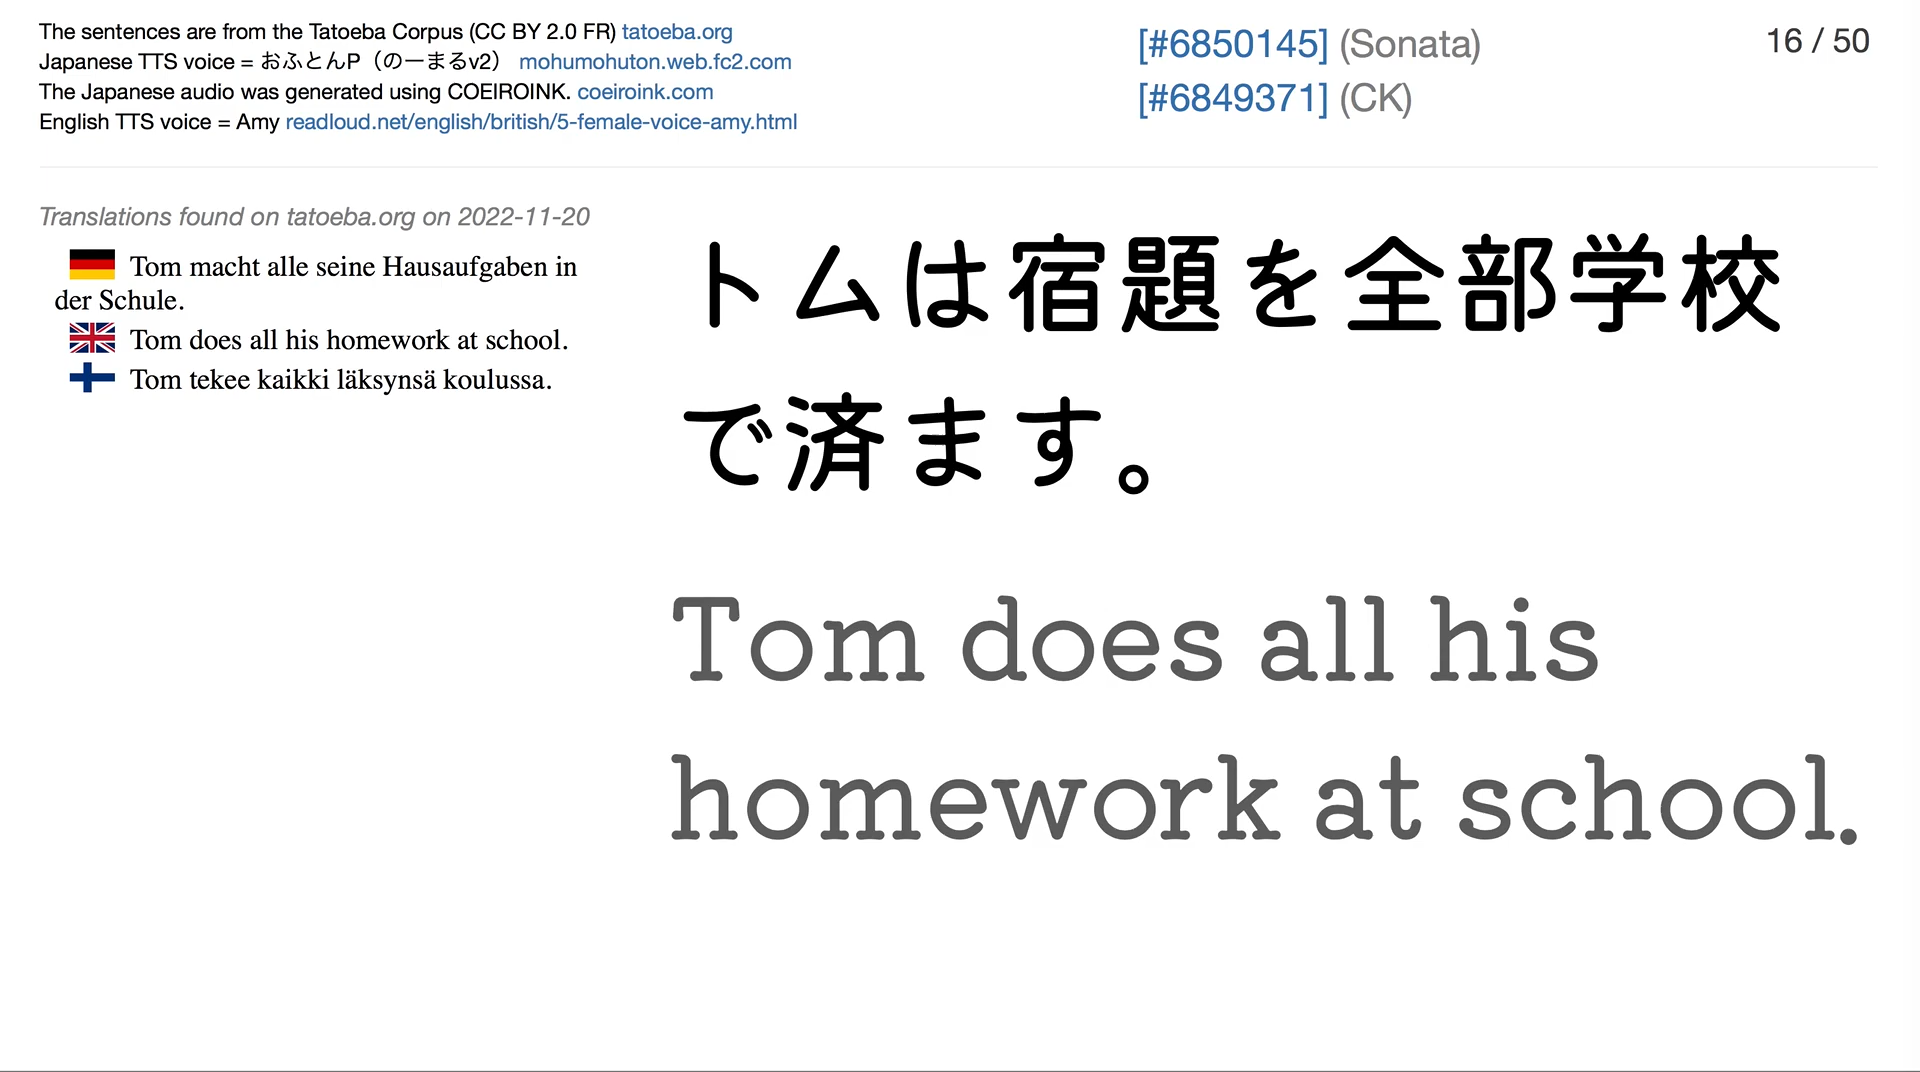 The sentences are from the Tatoeba Corpus (CC BY 2.0 FR) tatoeba.org
Japanese TTS voice = おふとんP（のーまるv2） mohumohuton.web.fc2.com
The Japanese audio was generated using COEIROINK. coeiroink.com
English TTS voice = Amy readloud.net/english/british/5-female-voice-amy.html
[#6850145] (Sonata)
[#6849371] (CK)
16 / 50
Translations found on tatoeba.org on 2022-11-20
Tom macht alle seine Hausaufgaben in
der Schule.
Tom does all his homework at school.
Tom tekee kaikki läksynsä koulussa.
トムは宿題を全部学校
で済ます。
Tom does all his
homework at school.